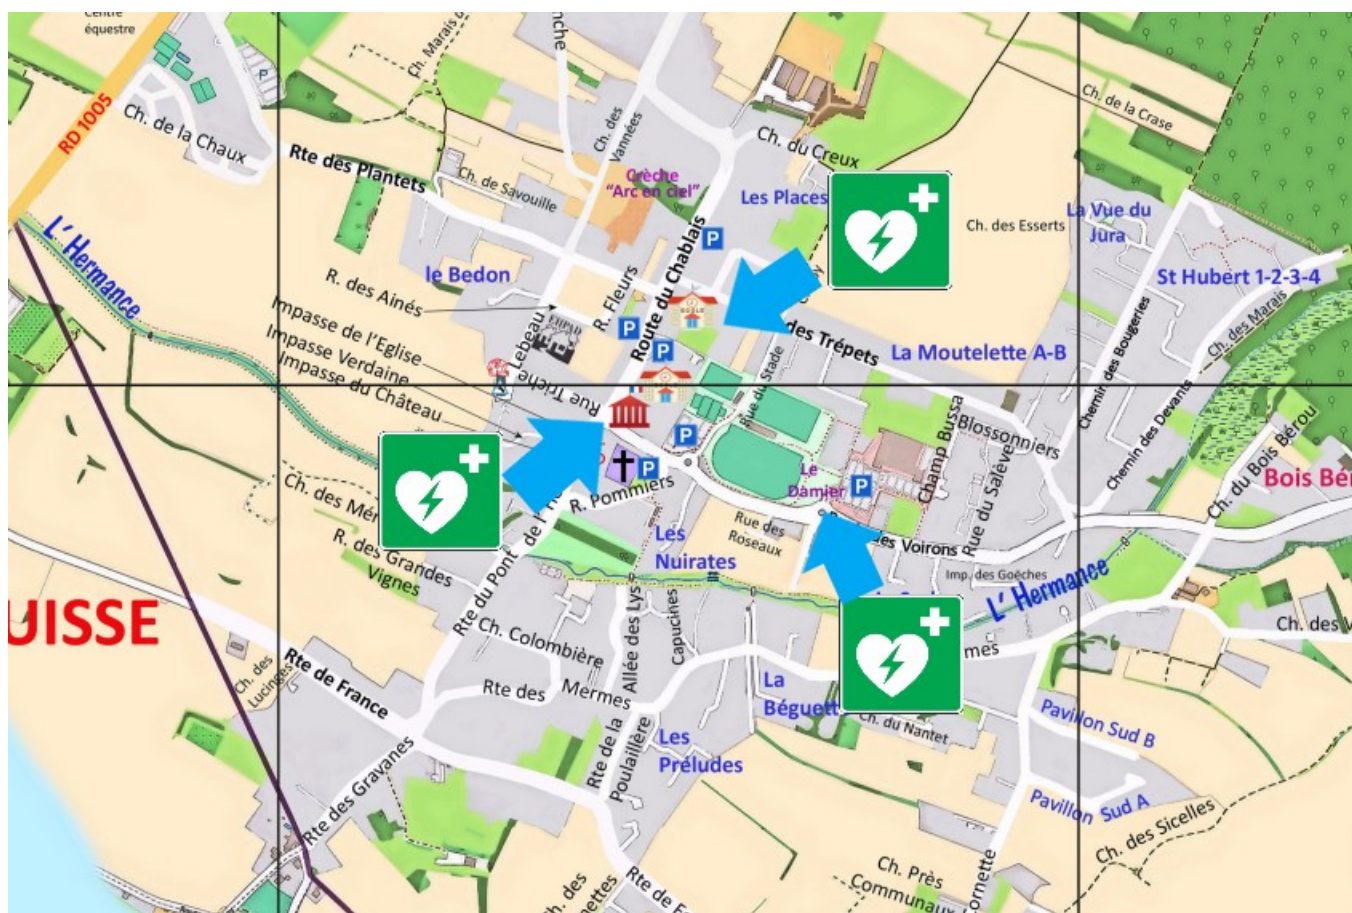 Centre
équestre
P
Ch. Marais
RD 1005
Ch. de la Chaux
Rte des Plantets
Ch. de Savouille
Ch. des
Vannées
Crèche
"Arc en ciel"
Ch. du Creux
Les Places
Ch. de la Crase
Ch. des Esserts
La Vue du
Jura
St Hubert 1-2-3-4
Ch. des Marais
Chemin des Bougeries
Chemin des Devants
L' Hermance
le Bedon
R. des Ainés
Impasse de l'Eglise
Impasse Verdaine
Impasse du Château
EHPAD
Lebeau
R. Fleurs
Route du Chablais
P
P
P
ECOLE
des Trépets
La Moutelette A-B
Rue Triche
Rue du Stade
P
P
Le
Damier
P
Champ Bussa
Blossonniers
Rue du Salève
Ch. du Bois Bérou
Bois Bé
R. Pommiers
Rue des
Roseaux
des Voirons
Les
Nuirates
Imp. des Goëches
L' Hermance
R. des Grandes
Vignes
Rte du Pont de
UISSE
Ch. Colombière
Allée des Lys
Capucines
mes
Ch. des
Ch. des
Lucinges
Rte de France
Rte des Mermes
La
Béguett
Ch. du Nantet
Pavillon Sud B
Pavillon Sud A
Rte de la
Poulaillère
Les
Préludes
Rte des Gravanes
Ch. des Sicelles
Ch. Près
Communaux
Rte de